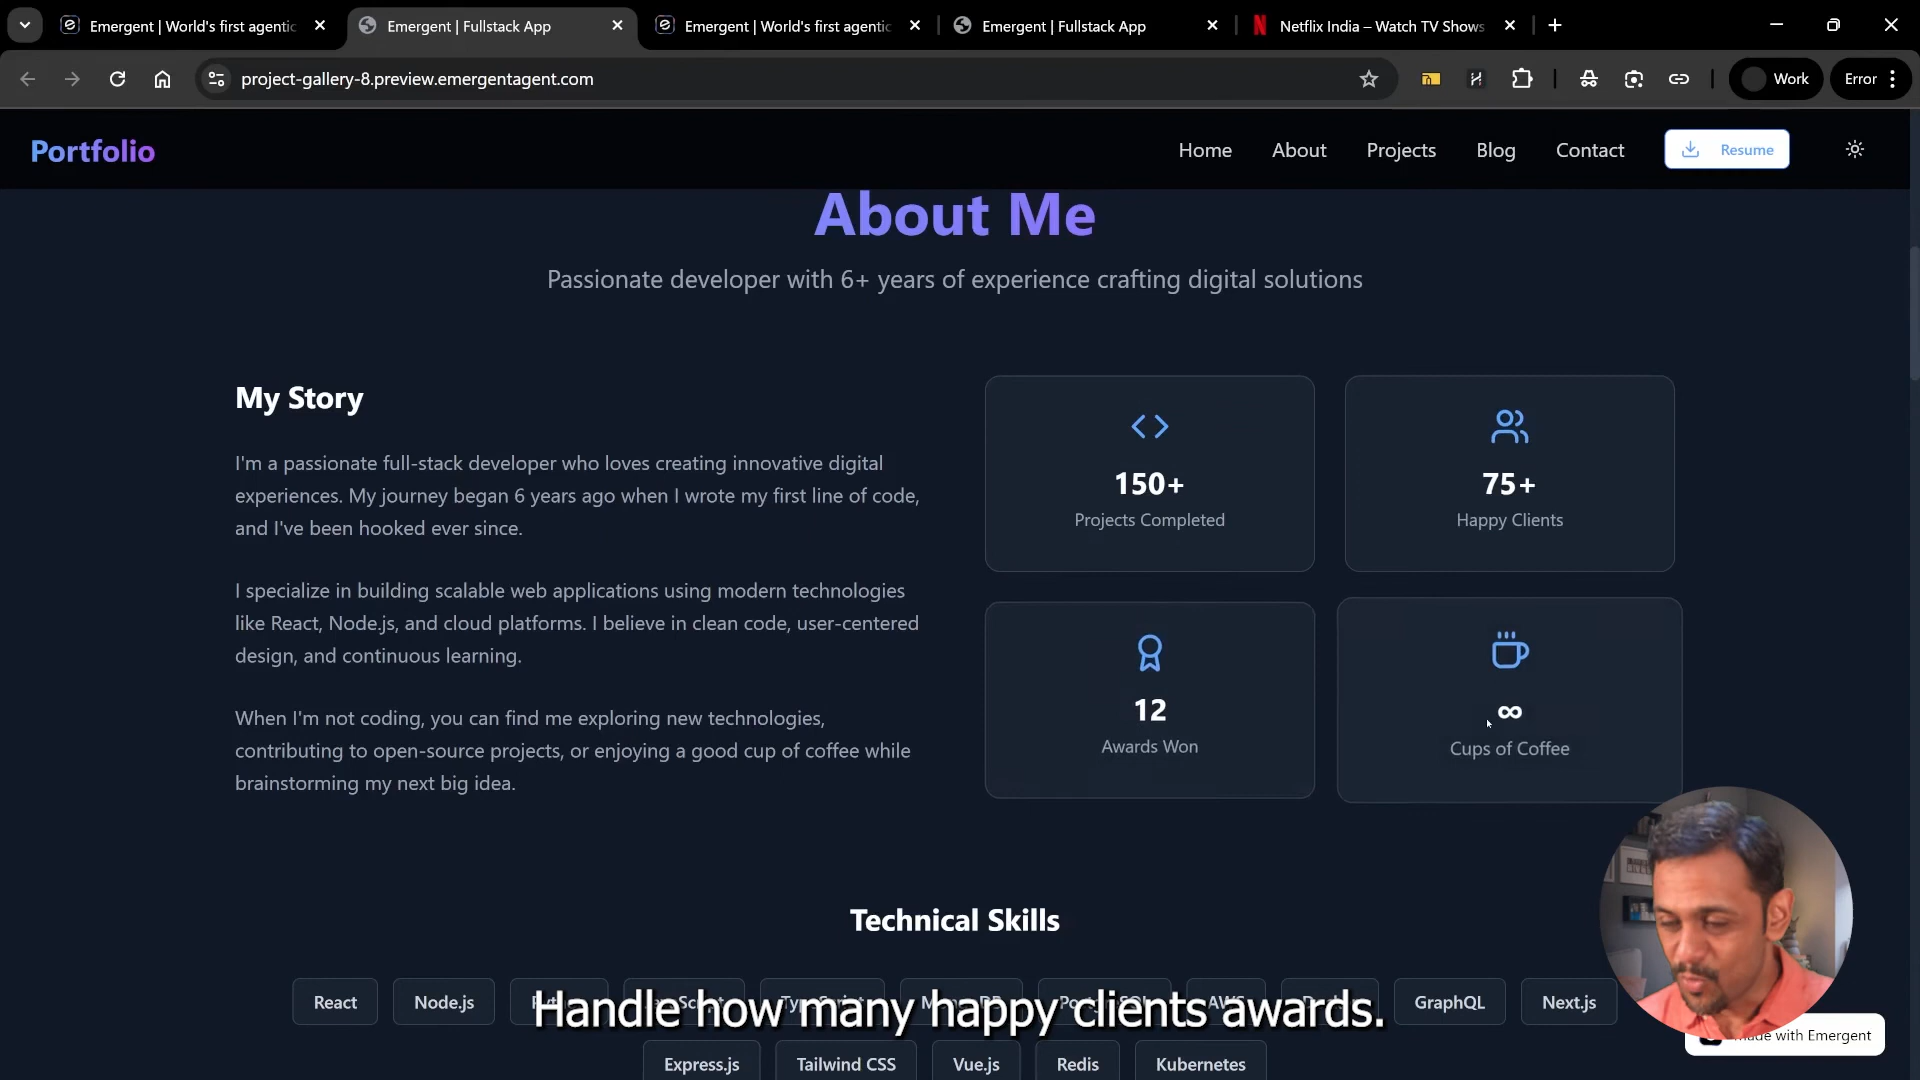 Emergent | World's first agentic
Emergent | Fullstack App
Emergent | World's first agentic
Emergent | Fullstack App
Netflix India – Watch TV Shows
project-gallery-8.preview.emergentagent.com
Work
Error
Portfolio
Home
About
Projects
Blog
Contact
Resume
About Me
Passionate developer with 6+ years of experience crafting digital solutions
My Story
I'm a passionate full-stack developer who loves creating innovative digital
experiences. My journey began 6 years ago when I wrote my first line of code,
and I've been hooked ever since.
I specialize in building scalable web applications using modern technologies
like React, Node.js, and cloud platforms. I believe in clean code, user-centered
design, and continuous learning.
When I'm not coding, you can find me exploring new technologies,
contributing to open-source projects, or enjoying a good cup of coffee while
brainstorming my next big idea.
150+
Projects Completed
75+
Happy Clients
12
Awards Won
∞
Cups of Coffee
Technical Skills
React
Node.js
AWS
GraphQL
Next.js
Handle how many happy clients awards.
Express.js
Tailwind CSS
Vue.js
Redis
Kubernetes
made with Emergent